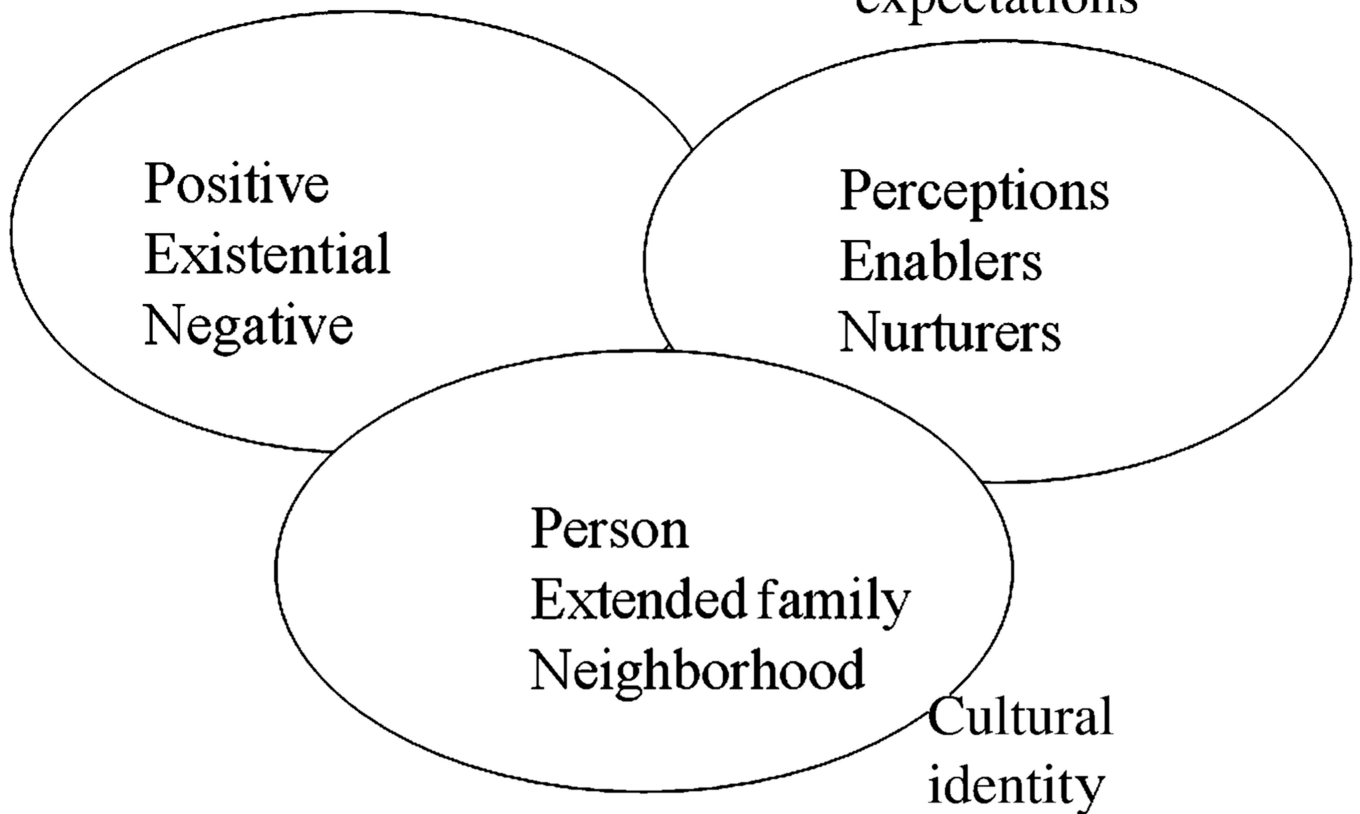 expectations
Positive
Existential
Negative
Perceptions
Enablers
Nurturers
Person
Extended family
Neighborhood
Cultural
identity